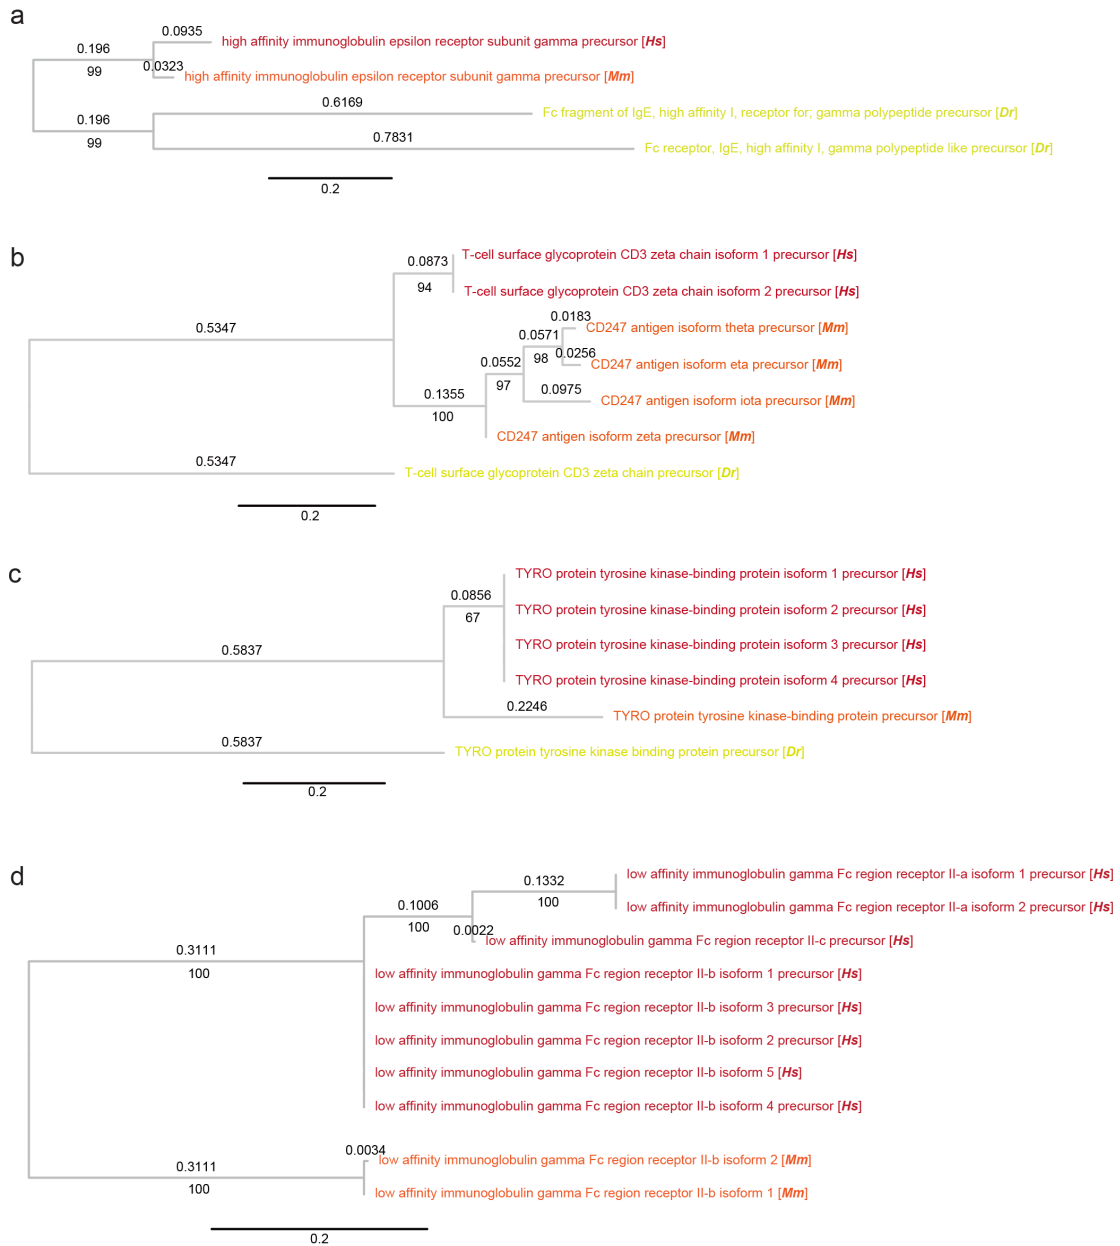 a
0.0935
high affinity immunoglobulin epsilon receptor subunit gamma precursor [Hs]
0.196
99
0.0323
high affinity immunoglobulin epsilon receptor subunit gamma precursor [Mm]
0.6169
Fc fragment of IgE, high affinity I, receptor for; gamma polypeptide precursor [Dr]
0.196
99
0.7831
Fc receptor, IgE, high affinity I, gamma polypeptide like precursor [Dr]
0.2
b
T-cell surface glycoprotein CD3 zeta chain isoform 1 precursor [Hs]
0.0873
94
T-cell surface glycoprotein CD3 zeta chain isoform 2 precursor [Hs]
0.0183
CD247 antigen isoform theta precursor [Mm]
0.5347
0.0571
98
0.0256
CD247 antigen isoform eta precursor [Mm]
0.0552
97
0.0975
CD247 antigen isoform iota precursor [Mm]
0.1355
100
CD247 antigen isoform zeta precursor [Mm]
0.5347
T-cell surface glycoprotein CD3 zeta chain precursor [Dr]
0.2
c
TYRO protein tyrosine kinase-binding protein isoform 1 precursor [Hs]
0.0856
67
TYRO protein tyrosine kinase-binding protein isoform 2 precursor [Hs]
TYRO protein tyrosine kinase-binding protein isoform 3 precursor [Hs]
0.5837
TYRO protein tyrosine kinase-binding protein isoform 4 precursor [Hs]
0.2246
TYRO protein tyrosine kinase-binding protein precursor [Mm]
0.5837
TYRO protein tyrosine kinase binding protein precursor [Dr]
0.2
d
low affinity immunoglobulin gamma Fc region receptor II-a isoform 1 precursor [Hs]
0.1332
100
low affinity immunoglobulin gamma Fc region receptor II-a isoform 2 precursor [Hs]
0.1006
100
0.0022
low affinity immunoglobulin gamma Fc region receptor II-c precursor [Hs]
0.3111
100
low affinity immunoglobulin gamma Fc region receptor II-b isoform 1 precursor [Hs]
low affinity immunoglobulin gamma Fc region receptor II-b isoform 3 precursor [Hs]
low affinity immunoglobulin gamma Fc region receptor II-b isoform 2 precursor [Hs]
low affinity immunoglobulin gamma Fc region receptor II-b isoform 5 [Hs]
low affinity immunoglobulin gamma Fc region receptor II-b isoform 4 precursor [Hs]
0.0034
low affinity immunoglobulin gamma Fc region receptor II-b isoform 2 [Mm]
0.3111
100
low affinity immunoglobulin gamma Fc region receptor II-b isoform 1 [Mm]
0.2